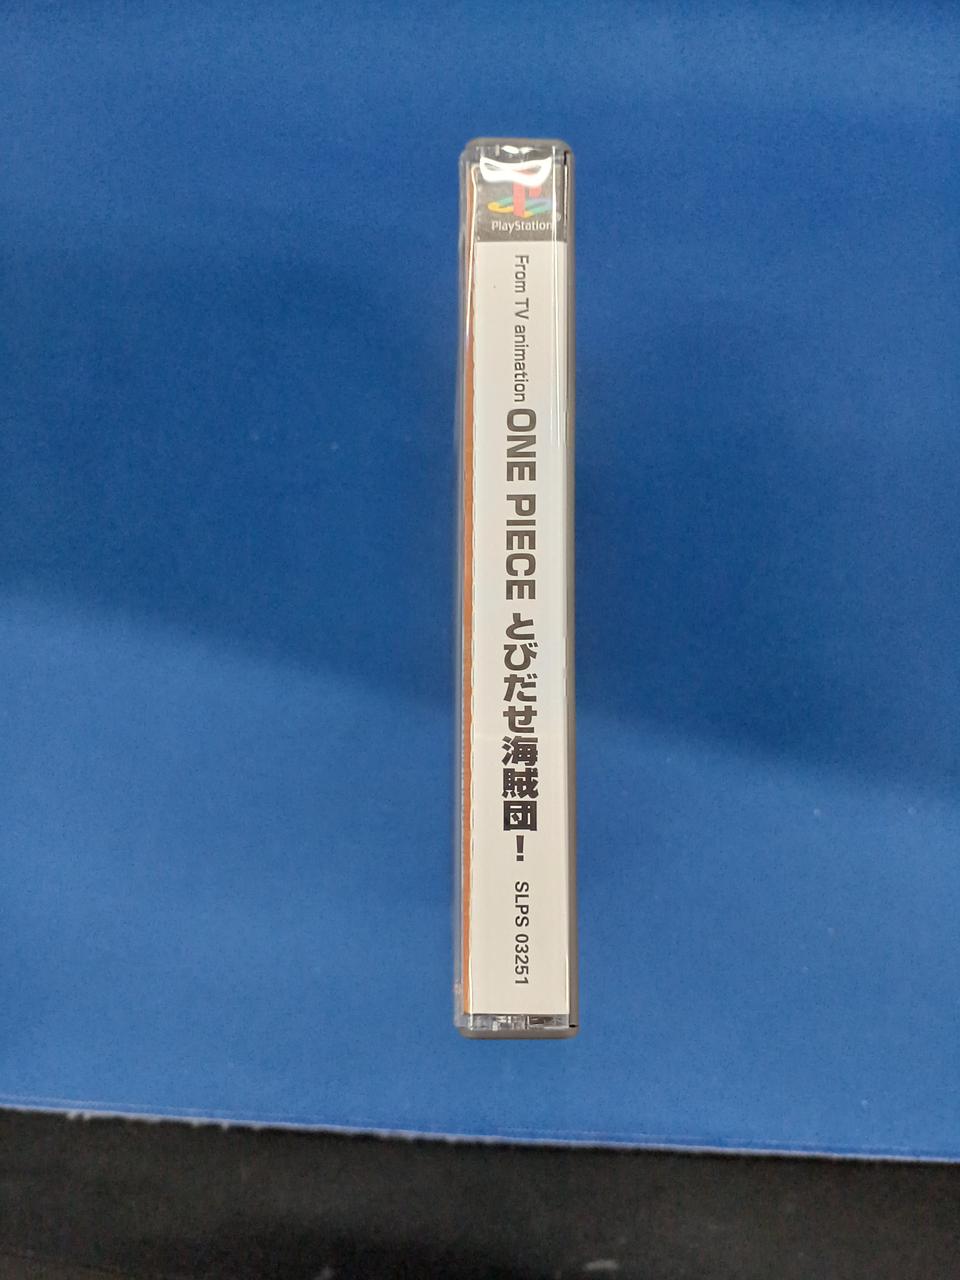 PlayStation
From TV animation ONE PIECE とびだせ海賊団! SLPS 03251